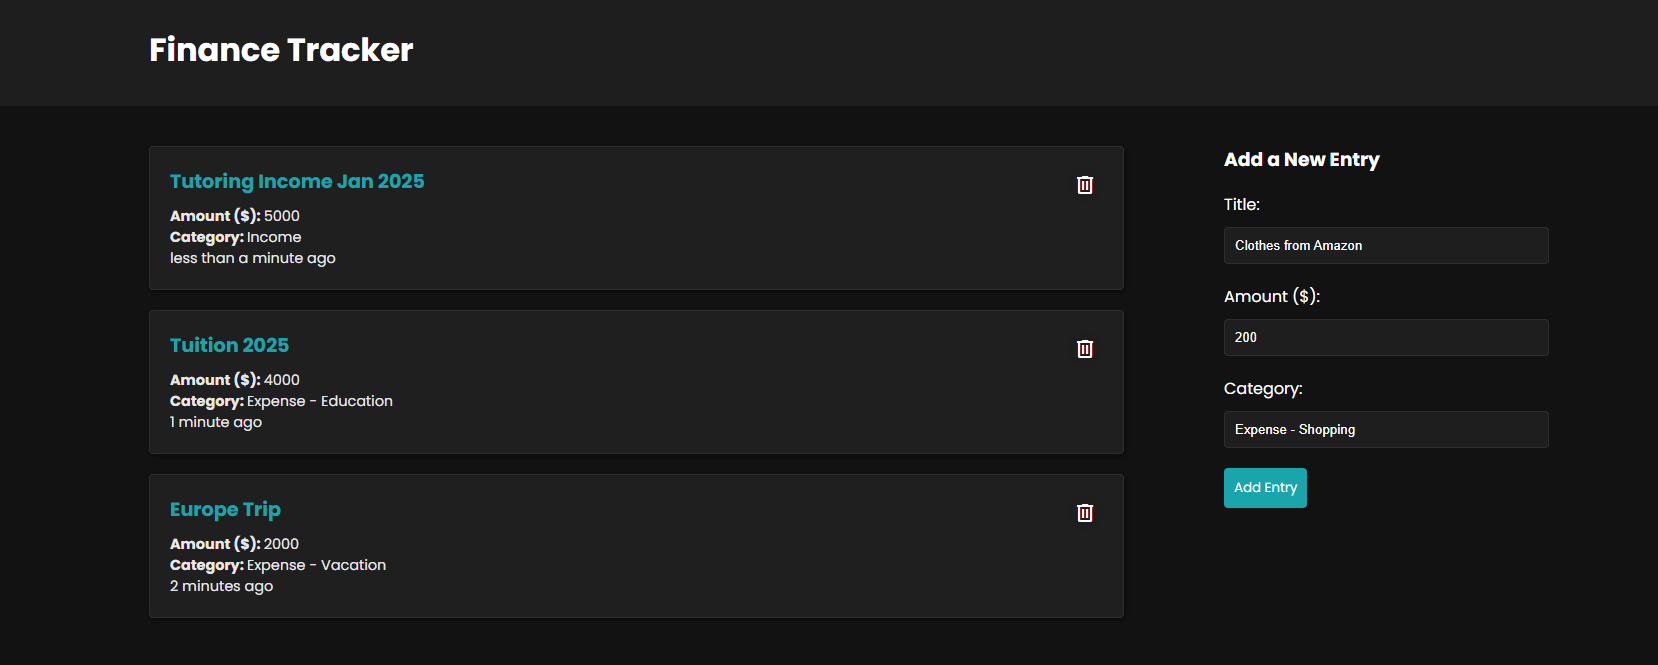 Finance Tracker
Tutoring Income Jan 2025
Amount ($): 5000
Category: Income
less than a minute ago
Tuition 2025
Amount ($): 4000
Category: Expense - Education
1 minute ago
Europe Trip
Amount ($): 2000
Category: Expense - Vacation
2 minutes ago
Add a New Entry
Title:
Clothes from Amazon
Amount ($):
200
Category:
Expense - Shopping
Add Entry